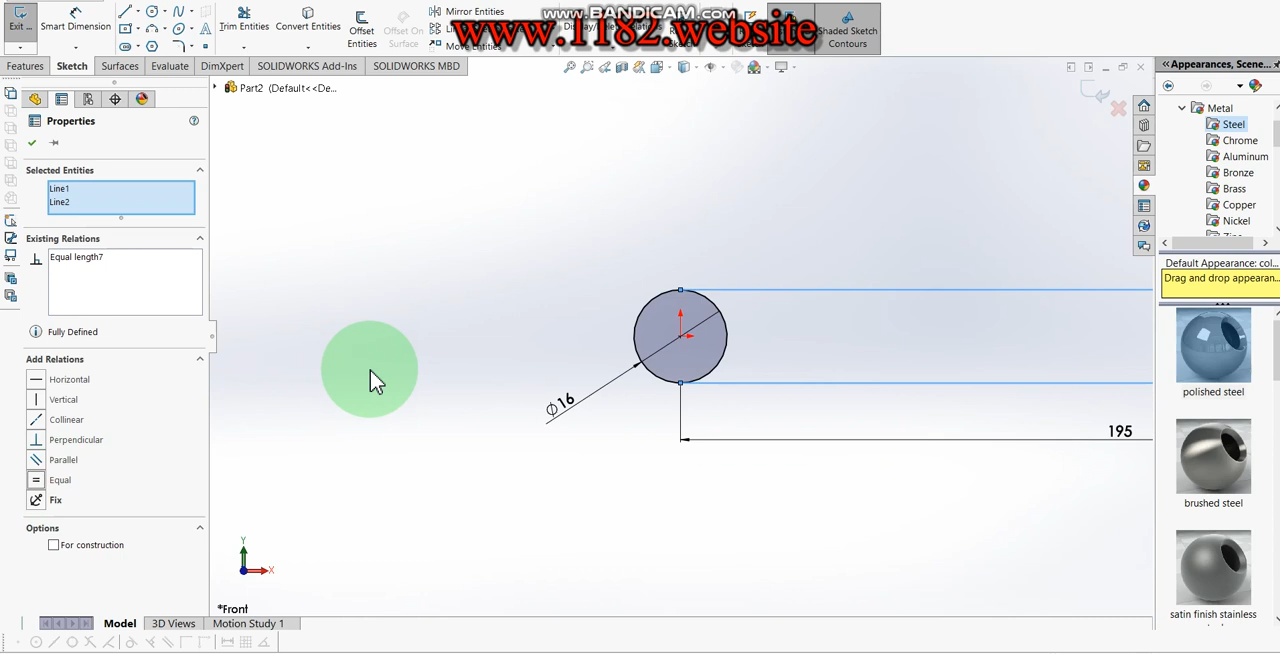 www.BANDICAM.com
www.1182.website
Exit ...
Smart Dimension
Trim Entities
Convert Entities
Offset Entities
Offset On Surface
Mirror Entities
Move Entities
Shaded Sketch Contours
Features
Sketch
Surfaces
Evaluate
DimXpert
SOLIDWORKS Add-Ins
SOLIDWORKS MBD
Part2 (Default<<De...
Properties
Selected Entities
Line1
Line2
Existing Relations
Equal length7
Fully Defined
Add Relations
Horizontal
Vertical
Collinear
Perpendicular
Parallel
Equal
Fix
Options
For construction
∅16
195
Y
X
*Front
Model
3D Views
Motion Study 1
Appearances, Scene...
Metal
Steel
Chrome
Aluminum
Bronze
Brass
Copper
Nickel
Default Appearance: col...
Drag and drop appearan...
polished steel
brushed steel
satin finish stainless